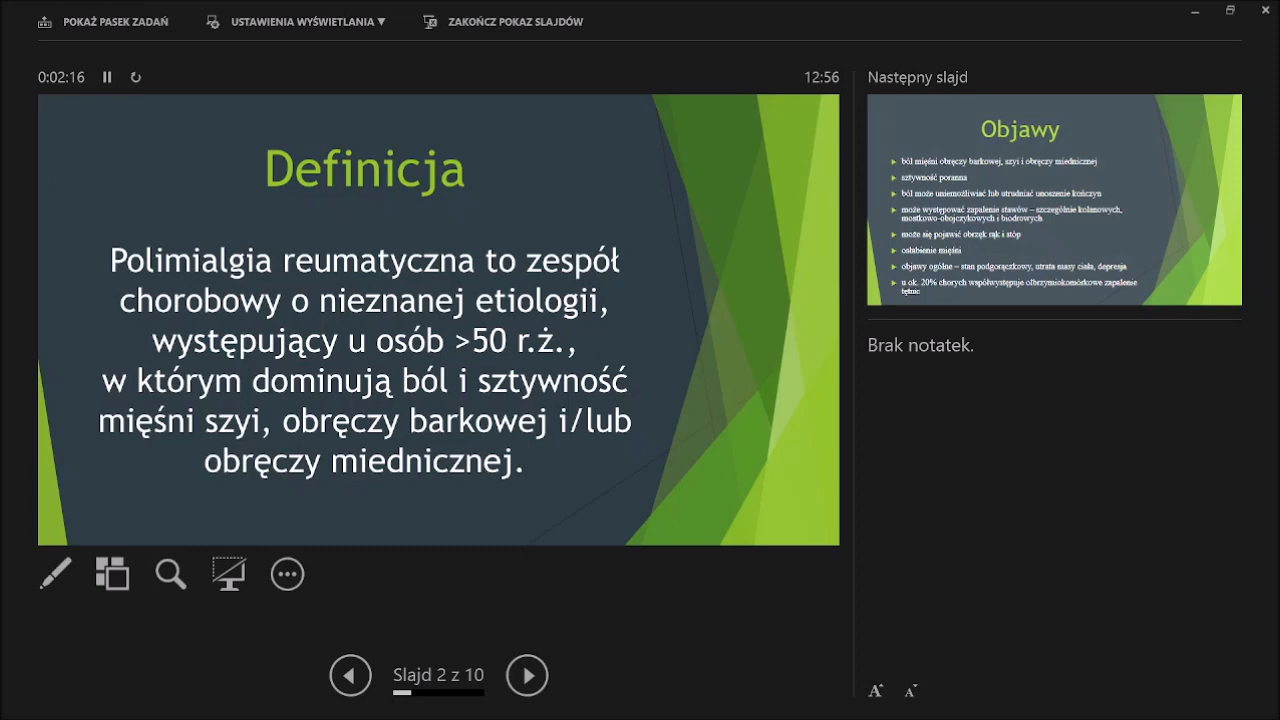 POKAŻ PASEK ZADAŃ
USTAWIENIA WYŚWIETLANIA ▼
ZAKOŃCZ POKAZ SLAJDÓW
0:02:16
12:56
Definicja
Polimialgia reumatyczna to zespół
chorobowy o nieznanej etiologii,
występujący u osób >50 r.ż.,
w którym dominują ból i sztywność
mięśni szyi, obręczy barkowej i/lub
obręczy miednicznej.
Slajd 2 z 10
Następny slajd
Objawy
ból mięśni obręczy barkowej, szyi i obręczy miednicznej
sztywność poranna
ból może uniemożliwiać lub utrudniać unoszenie kończyn
może występować zapalenie stawów – szczególnie kolanowych,
mostkowo-obojczykowych i biodrowych
może się pojawić obrzęk rąk i stóp
osłabienie mięśni
objawy ogólne – stan podgorączkowy, utrata masy ciała, depresja
u ok. 20% chorych współwystępuje olbrzymiokomórkowe zapalenie
tętnic
Brak notatek.
A A